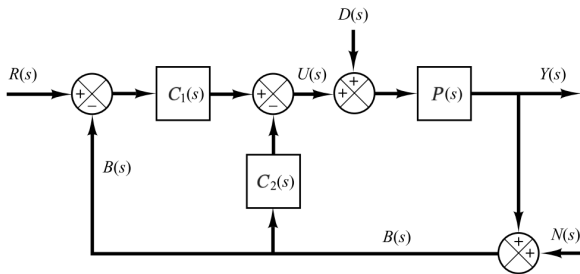 D(s)
R(s) + − C₁(s) + − U(s) + + P(s) Y(s)
B(s) C₂(s)
B(s) + + N(s)